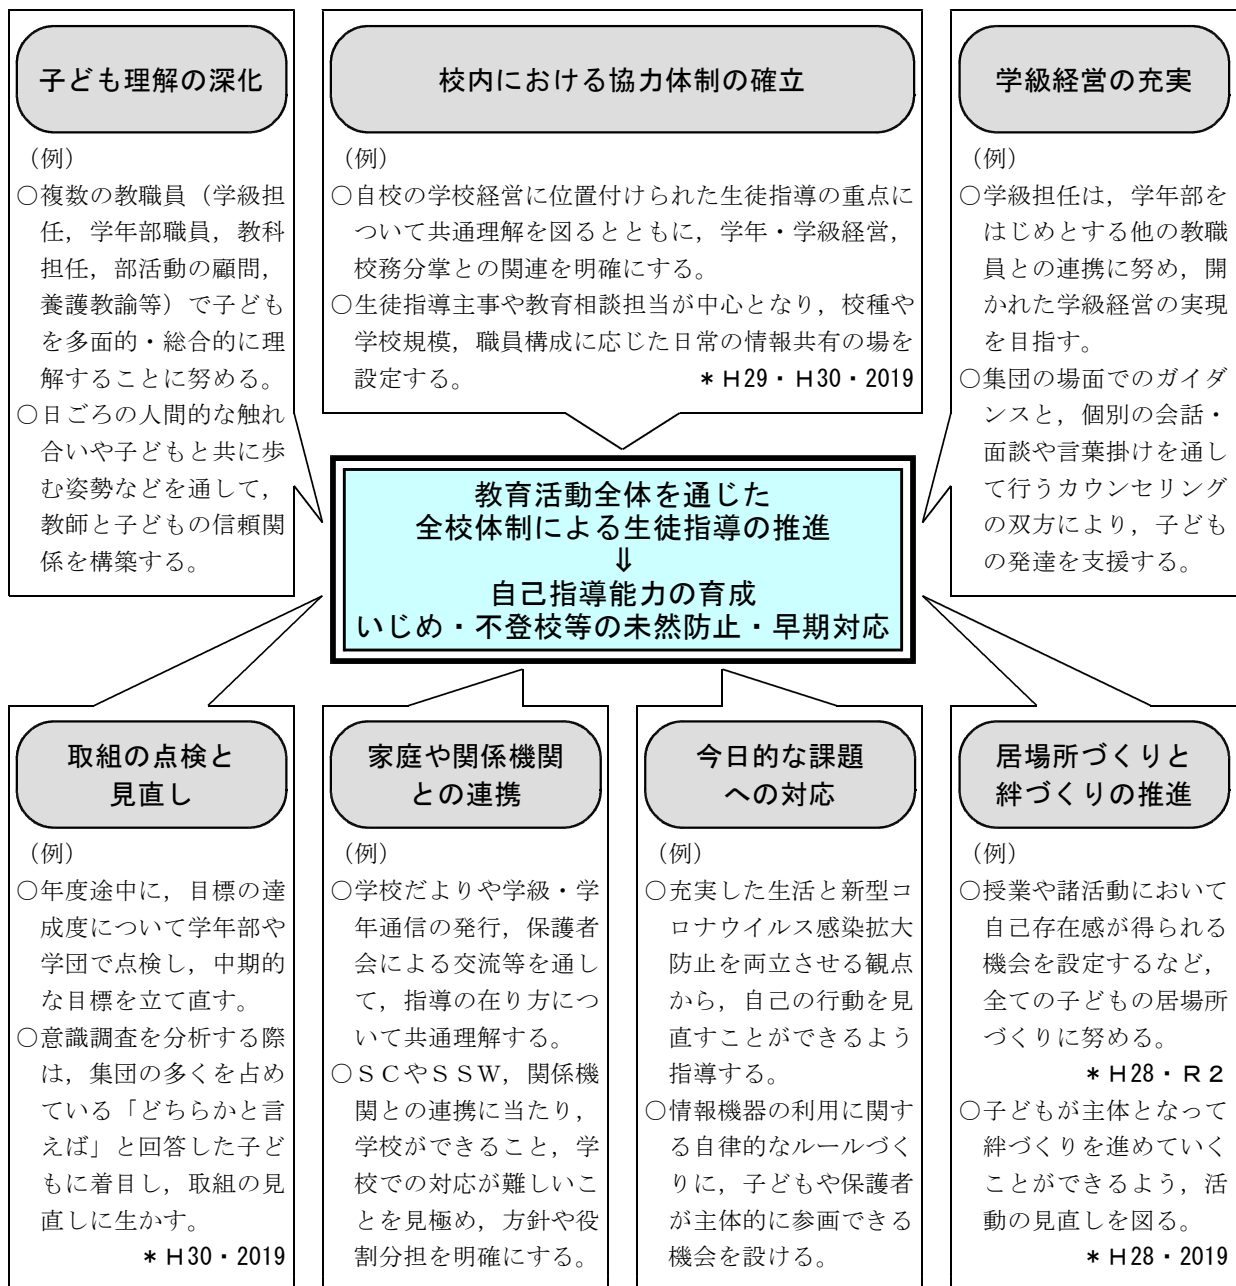 子ども理解の深化
（例）
○複数の教職員（学級担
任，学年部職員，教科
担任，部活動の顧問，
養護教諭等）で子ども
を多面的・総合的に理
解することに努める。
○日ごろの人間的な触れ
合いや子どもと共に歩
む姿勢などを通して，
教師と子どもの信頼関
係を構築する。
校内における協力体制の確立
（例）
○自校の学校経営に位置付けられた生徒指導の重点に
ついて共通理解を図るとともに，学年・学級経営，
校務分掌との関連を明確にする。
○生徒指導主事や教育相談担当が中心となり，校種や
学校規模，職員構成に応じた日常の情報共有の場を
設定する。 ＊Ｈ29・Ｈ30・2019
学級経営の充実
（例）
○学級担任は，学年部を
はじめとする他の教職
員との連携に努め，開
かれた学級経営の実現
を目指す。
○集団の場面でのガイダ
ンスと，個別の会話・
面談や言葉掛けを通し
て行うカウンセリング
の双方により，子ども
の発達を支援する。
教育活動全体を通じた
全校体制による生徒指導の推進
⇓
自己指導能力の育成
いじめ・不登校等の未然防止・早期対応
取組の点検と
見直し
（例）
○年度途中に，目標の達
成度について学年部や
学団で点検し，中期的
な目標を立て直す。
○意識調査を分析する際
は，集団の多くを占め
ている「どちらかと言
えば」と回答した子ど
もに着目し，取組の見
直しに生かす。
＊Ｈ30・2019
家庭や関係機関
との連携
（例）
○学校だよりや学級・学
年通信の発行，保護者
会による交流等を通し
て，指導の在り方につ
いて共通理解する。
○ＳＣやＳＳＷ，関係機
関との連携に当たり，
学校ができること，学
校での対応が難しいこ
とを見極め，方針や役
割分担を明確にする。
今日的な課題
への対応
（例）
○充実した生活と新型コ
ロナウイルス感染拡大
防止を両立させる観点
から，自己の行動を見
直すことができるよう
指導する。
○情報機器の利用に関す
る自律的なルールづく
りに，子どもや保護者
が主体的に参画できる
機会を設ける。
居場所づくりと
絆づくりの推進
（例）
○授業や諸活動において
自己存在感が得られる
機会を設定するなど，
全ての子どもの居場所
づくりに努める。
＊Ｈ28・Ｒ２
○子どもが主体となって
絆づくりを進めていく
ことができるよう，活
動の見直しを図る。
＊Ｈ28・2019